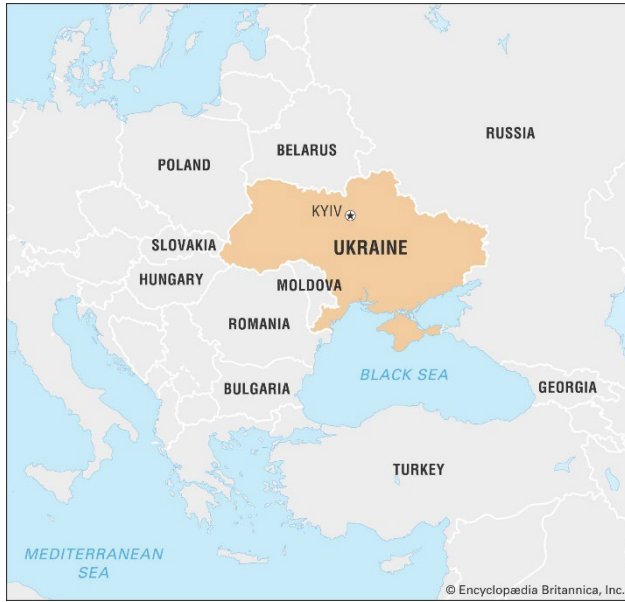 RUSSIA
BELARUS
POLAND
KYIV
UKRAINE
SLOVAKIA
HUNGARY
MOLDOVA
ROMANIA
BLACK SEA
BULGARIA
GEORGIA
TURKEY
MEDITERRANEAN
SEA
© Encyclopædia Britannica, Inc.